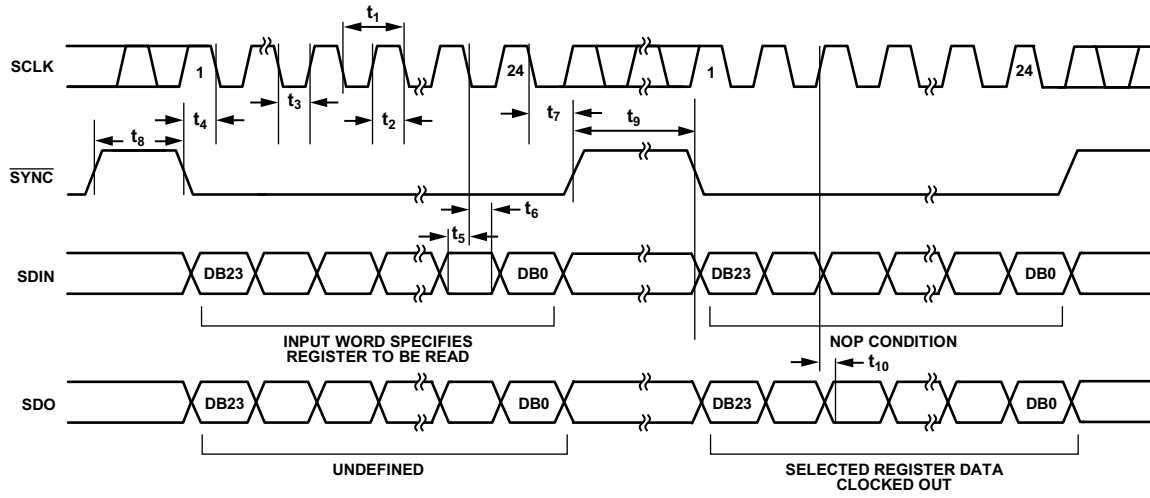 t1
SCLK
1
24
1
24
t3
t2
t4
t7
t9
t8
SYNC
t6
t5
SDIN
DB23
DB0
DB23
DB0
INPUT WORD SPECIFIES
REGISTER TO BE READ
NOP CONDITION
t10
SDO
DB23
DB0
DB23
DB0
UNDEFINED
SELECTED REGISTER DATA
CLOCKED OUT